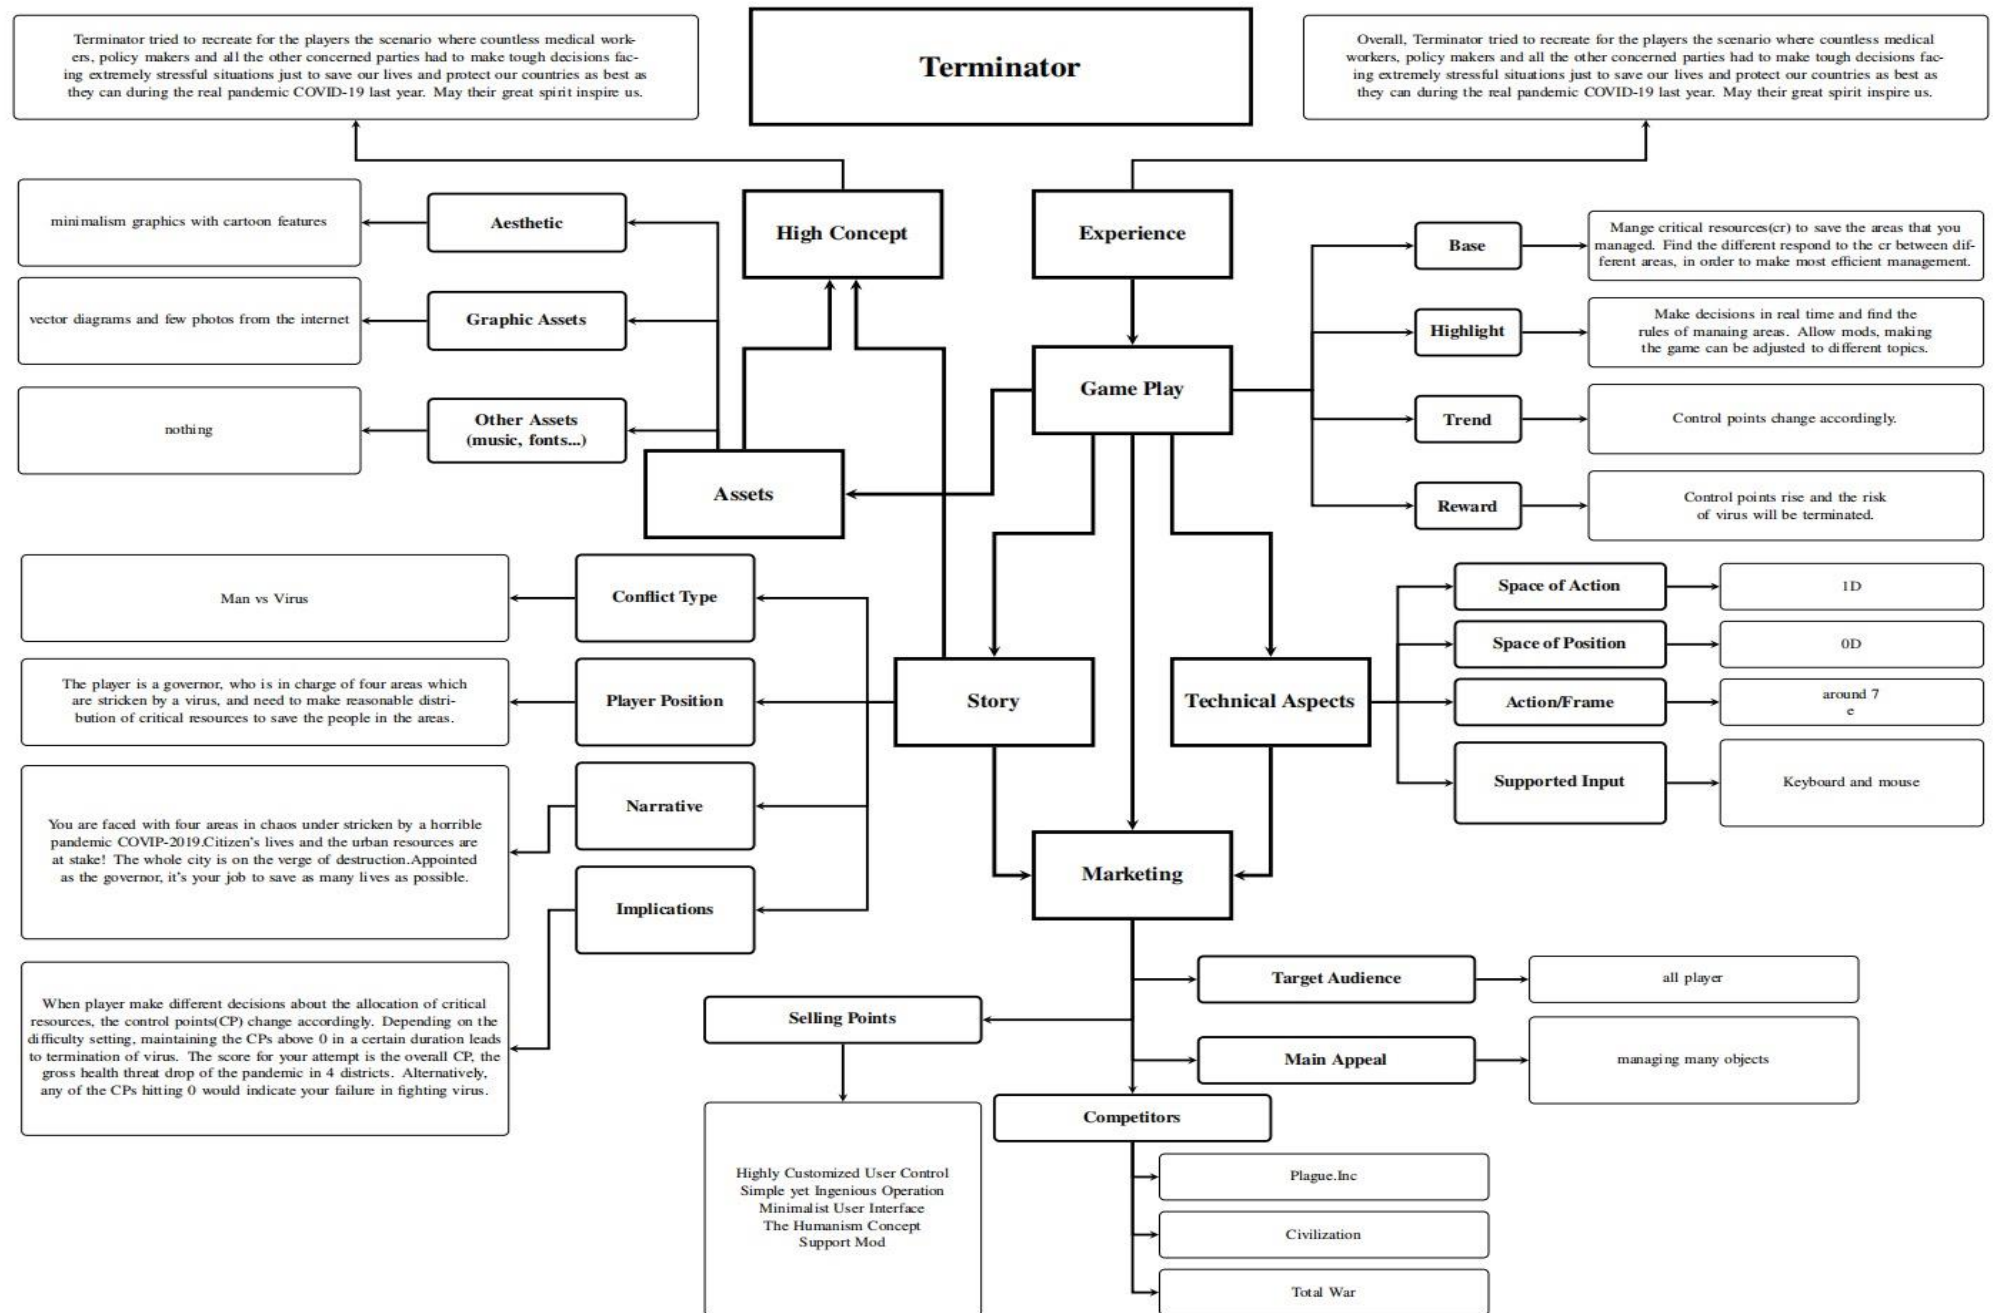 Terminator
Terminator tried to recreate for the players the scenario where countless medical work-
ers, policy makers and all the other concerned parties had to make tough decisions fac-
ing extremely stressful situations just to save our lives and protect our countries as best as
they can during the real pandemic COVID-19 last year. May their great spirit inspire us.
Overall, Terminator tried to recreate for the players the scenario where countless medical
workers, policy makers and all the other concerned parties had to make tough decisions fac-
ing extremely stressful situations just to save our lives and protect our countries as best as
they can during the real pandemic COVID-19 last year. May their great spirit inspire us.
High Concept
Experience
Aesthetic
minimalism graphics with cartoon features
Graphic Assets
vector diagrams and few photos from the internet
Other Assets
(music, fonts...)
nothing
Assets
Game Play
Base
Mange critical resources(cr) to save the areas that you
managed. Find the different respond to the cr between dif-
ferent areas, in order to make most efficient management.
Highlight
Make decisions in real time and find the
rules of manaing areas. Allow mods, making
the game can be adjusted to different topics.
Trend
Control points change accordingly.
Reward
Control points rise and the risk
of virus will be terminated.
Conflict Type
Man vs Virus
Player Position
The player is a governor, who is in charge of four areas which
are stricken by a virus, and need to make reasonable distri-
bution of critical resources to save the people in the areas.
Narrative
You are faced with four areas in chaos under stricken by a horrible
pandemic COVIP-2019.Citizen's lives and the urban resources are
at stake! The whole city is on the verge of destruction.Appointed
as the governor, it's your job to save as many lives as possible.
Implications
When player make different decisions about the allocation of critical
resources, the control points(CP) change accordingly. Depending on the
difficulty setting, maintaining the CPs above 0 in a certain duration leads
to termination of virus. The score for your attempt is the overall CP, the
gross health threat drop of the pandemic in 4 districts. Alternatively,
any of the CPs hitting 0 would indicate your failure in fighting virus.
Story
Technical Aspects
Space of Action
1D
Space of Position
0D
Action/Frame
around 7
e
Supported Input
Keyboard and mouse
Marketing
Target Audience
all player
Selling Points
Main Appeal
managing many objects
Highly Customized User Control
Simple yet Ingenious Operation
Minimalist User Interface
The Humanism Concept
Support Mod
Competitors
Plague.Inc
Civilization
Total War